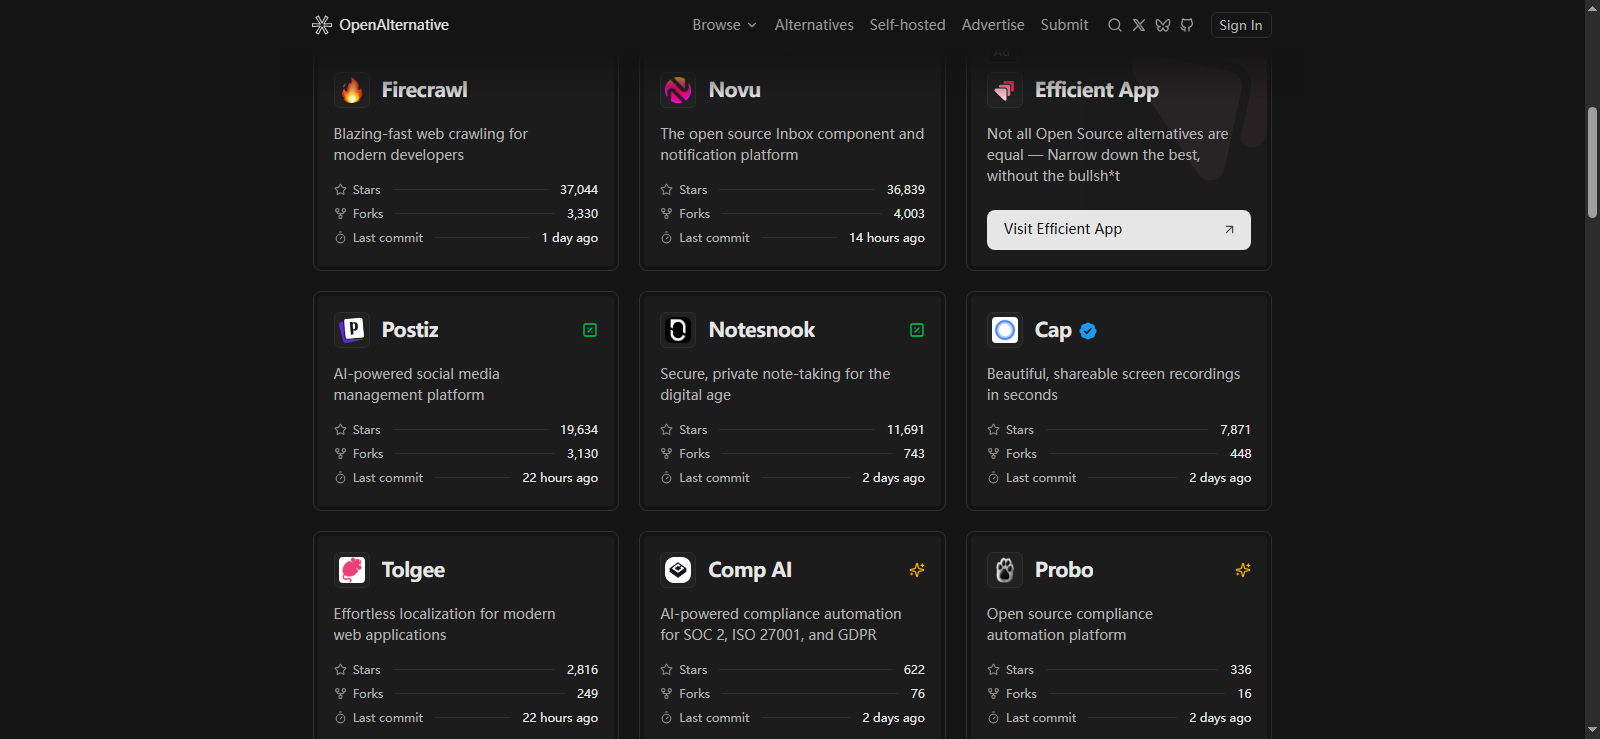 OpenAlternative
Browse Alternatives Self-hosted Advertise Submit Sign In
Ad
Firecrawl
Blazing-fast web crawling for
modern developers
Stars 37,044
Forks 3,330
Last commit 1 day ago
Novu
The open source Inbox component and
notification platform
Stars 36,839
Forks 4,003
Last commit 14 hours ago
Efficient App
Not all Open Source alternatives are
equal — Narrow down the best,
without the bullsh*t
Visit Efficient App
Postiz
AI-powered social media
management platform
Stars 19,634
Forks 3,130
Last commit 22 hours ago
Notesnook
Secure, private note-taking for the
digital age
Stars 11,691
Forks 743
Last commit 2 days ago
Cap
Beautiful, shareable screen recordings
in seconds
Stars 7,871
Forks 448
Last commit 2 days ago
Tolgee
Effortless localization for modern
web applications
Stars 2,816
Forks 249
Last commit 22 hours ago
Comp AI
AI-powered compliance automation
for SOC 2, ISO 27001, and GDPR
Stars 622
Forks 76
Last commit 2 days ago
Probo
Open source compliance
automation platform
Stars 336
Forks 16
Last commit 2 days ago